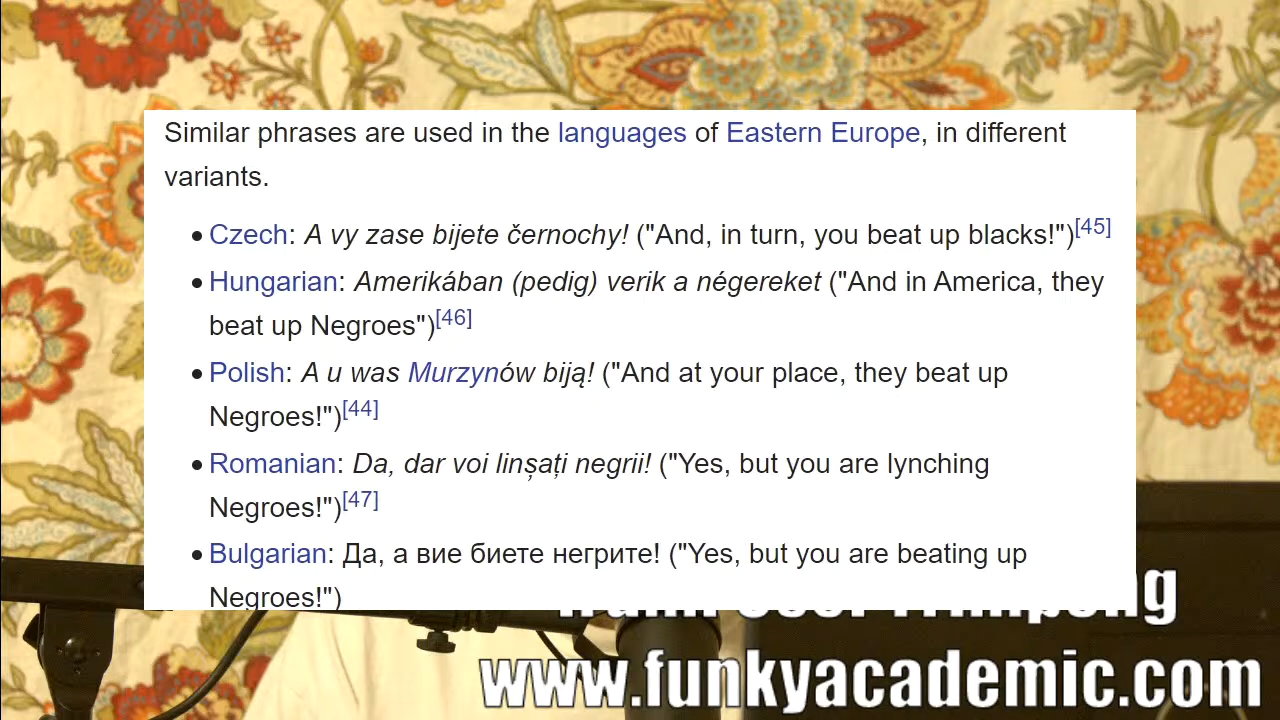 Similar phrases are used in the languages of Eastern Europe, in different
variants.
• Czech: A vy zase bijete černochy! ("And, in turn, you beat up blacks!")[45]
• Hungarian: Amerikában (pedig) verik a négereket ("And in America, they
beat up Negroes")[46]
• Polish: A u was Murzynów biją! ("And at your place, they beat up
Negroes!")[44]
• Romanian: Da, dar voi linșați negrii! ("Yes, but you are lynching
Negroes!")[47]
• Bulgarian: Да, а вие биете негрите! ("Yes, but you are beating up
Negroes!")
www.funkyacademic.com